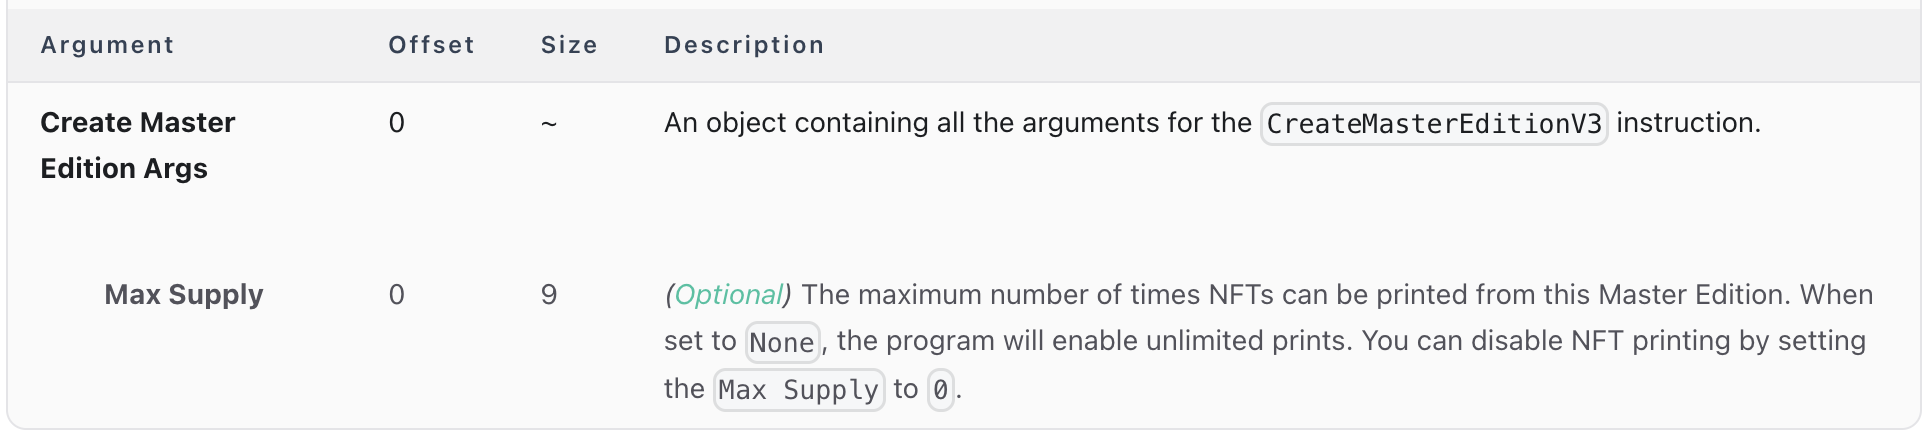 Argument Offset Size Description
Create Master 0 ~ An object containing all the arguments for the CreateMasterEditionV3 instruction.
Edition Args
Max Supply 0 9 (Optional) The maximum number of times NFTs can be printed from this Master Edition. When
set to None, the program will enable unlimited prints. You can disable NFT printing by setting
the Max Supply to 0.